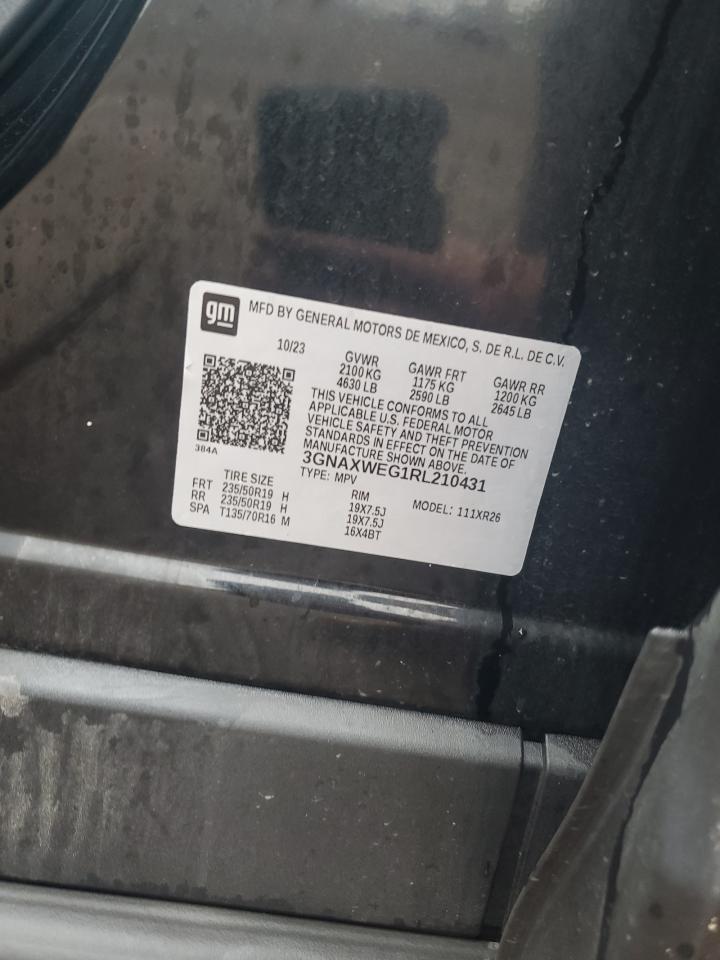 gm MFD BY GENERAL MOTORS DE MEXICO, S. DE R.L. DE C.V.
10/23 GVWR GAWR FRT GAWR RR
2100 KG 1175 KG 1200 KG
4630 LB 2590 LB 2645 LB
THIS VEHICLE CONFORMS TO ALL
APPLICABLE U.S. FEDERAL MOTOR
VEHICLE SAFETY AND THEFT PREVENTION
STANDARDS IN EFFECT ON THE DATE OF
MANUFACTURE SHOWN ABOVE.
384A
3GNAXWEG1RL210431
TYPE: MPV
MODEL: 111XR26
TIRE SIZE RIM
FRT 235/50R19 H 19X7.5J
RR 235/50R19 H 19X7.5J
SPA T135/70R16 M 16X4BT